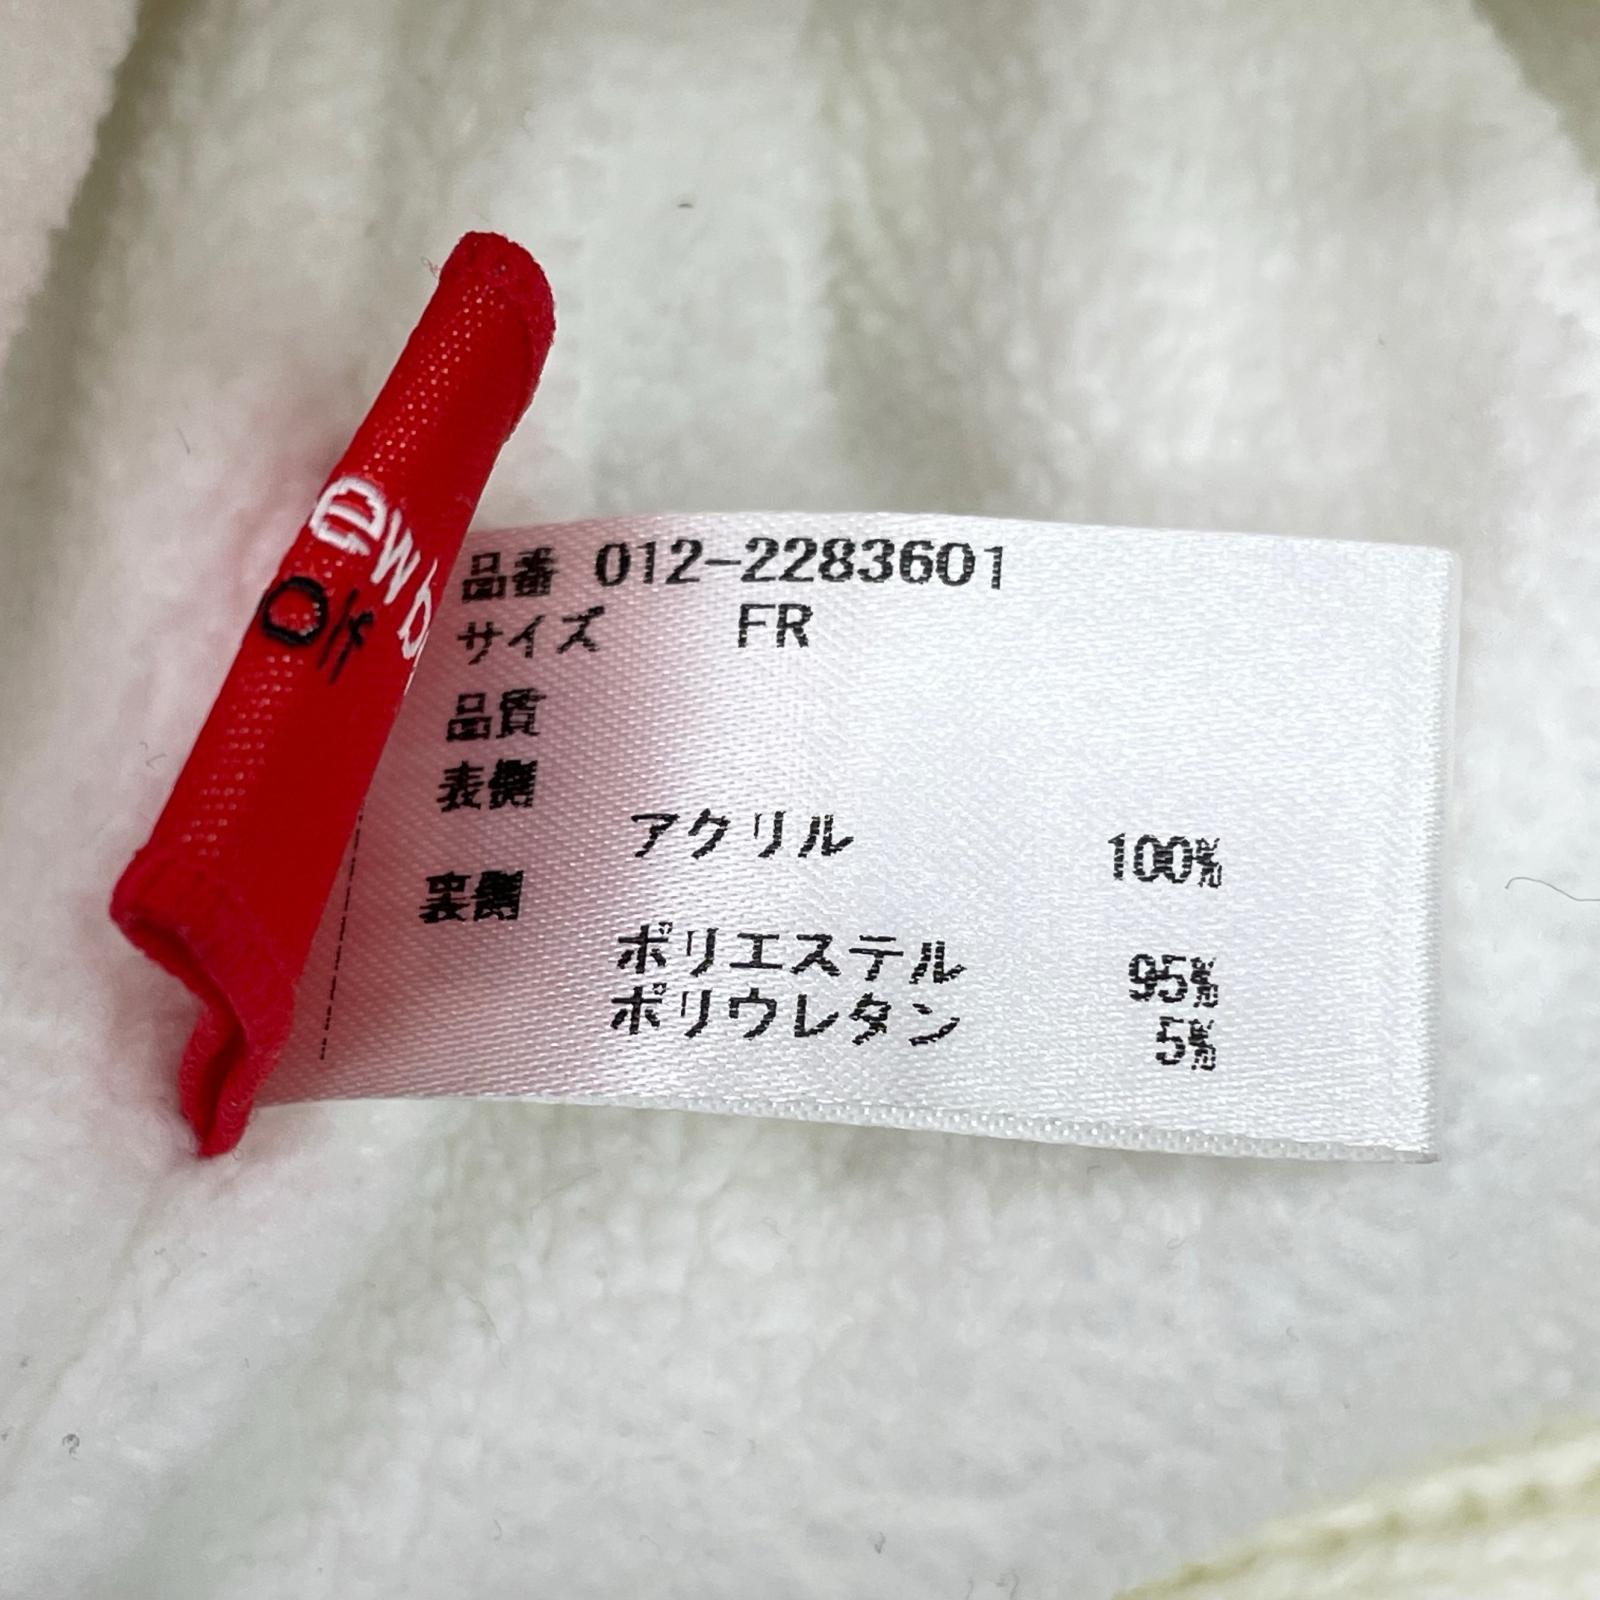 品番 012-2283601
サイズ FR
品質
表側
アクリル 100%
裏側
ポリエステル 95%
ポリウレタン 5%